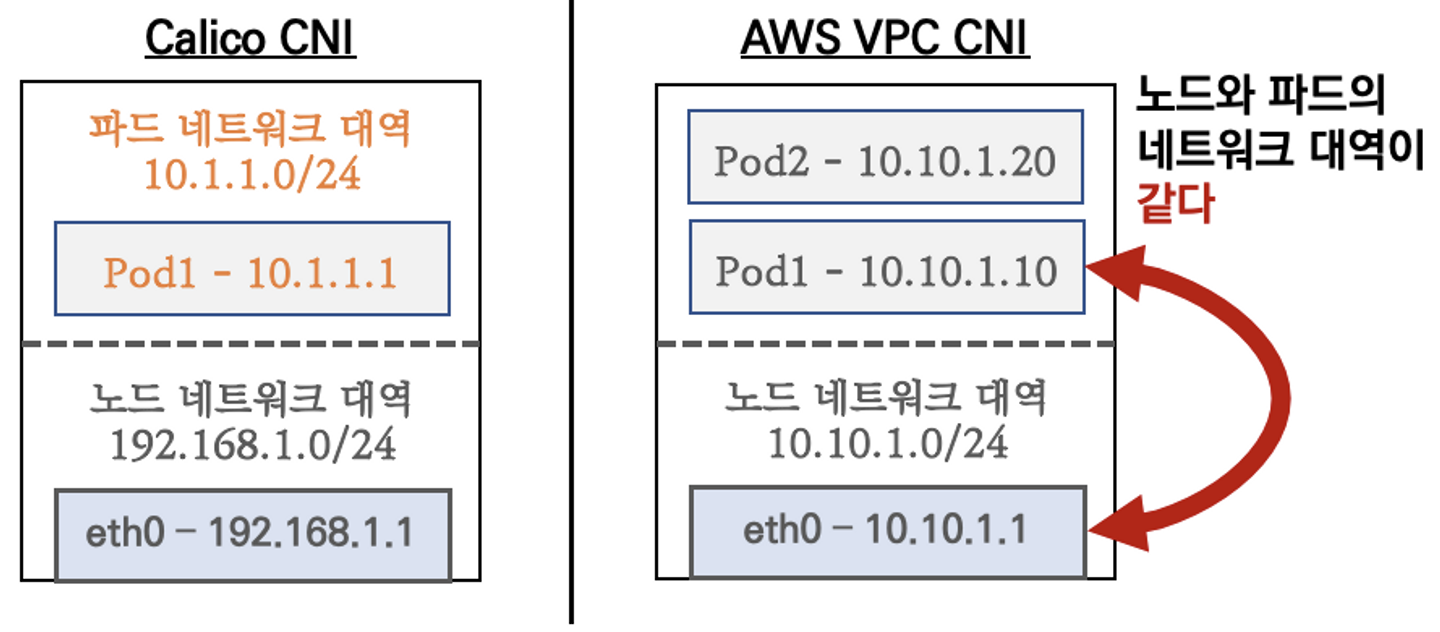 Calico CNI
파드 네트워크 대역
10.1.1.0/24
Pod1 - 10.1.1.1
노드 네트워크 대역
192.168.1.0/24
eth0 – 192.168.1.1
AWS VPC CNI
Pod2 - 10.10.1.20
Pod1 - 10.10.1.10
노드 네트워크 대역
10.10.1.0/24
eth0 – 10.10.1.1
노드와 파드의
네트워크 대역이
같다